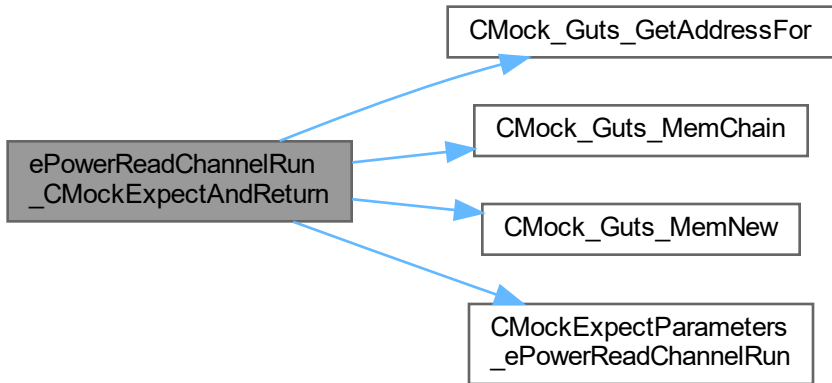 CMock_Guts_GetAddressFor
CMock_Guts_MemChain
ePowerReadChannelRun
_CMockExpectAndReturn
CMock_Guts_MemNew
CMockExpectParameters
_ePowerReadChannelRun